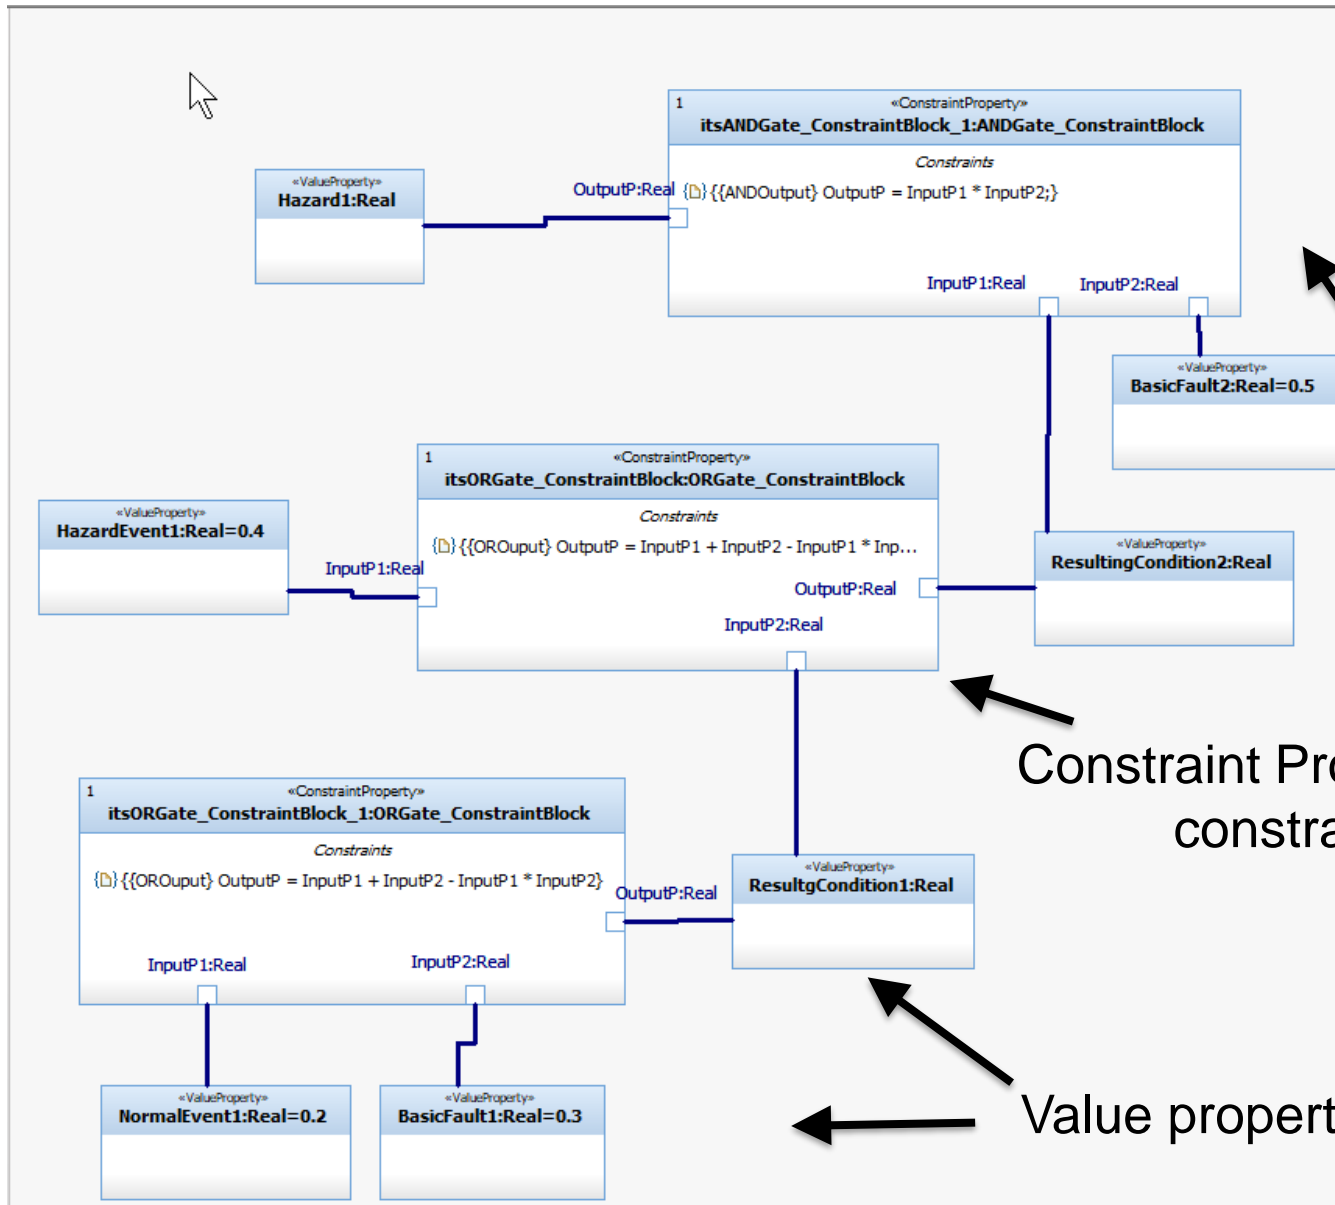 1
«ConstraintProperty»
itsANDGate_ConstraintBlock_1:ANDGate_ConstraintBlock
Constraints
{{ANDOutput} OutputP = InputP1 * InputP2;}
OutputP:Real
InputP1:Real
InputP2:Real
«ValueProperty»
Hazard1:Real
«ValueProperty»
BasicFault2:Real=0.5
1
«ConstraintProperty»
itsORGate_ConstraintBlock:ORGate_ConstraintBlock
Constraints
{{OROuput} OutputP = InputP1 + InputP2 - InputP1 * Inp...
InputP1:Real
OutputP:Real
InputP2:Real
«ValueProperty»
HazardEvent1:Real=0.4
«ValueProperty»
ResultingCondition2:Real
Constraint Pro
constra
1
«ConstraintProperty»
itsORGate_ConstraintBlock_1:ORGate_ConstraintBlock
Constraints
{{OROuput} OutputP = InputP1 + InputP2 - InputP1 * InputP2}
OutputP:Real
InputP1:Real
InputP2:Real
«ValueProperty»
ResultgCondition1:Real
«ValueProperty»
NormalEvent1:Real=0.2
«ValueProperty»
BasicFault1:Real=0.3
Value propert